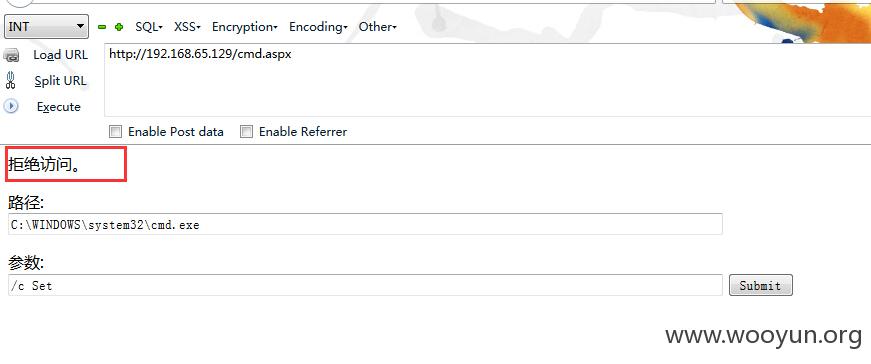 INT SQL- XSS- Encryption- Encoding- Other-
Load URL
http://192.168.65.129/cmd.aspx
Split URL
Execute
Enable Post data Enable Referrer
拒绝访问。
路径:
C:\WINDOWS\system32\cmd.exe
参数:
/c Set Submit
www.wooyun.org